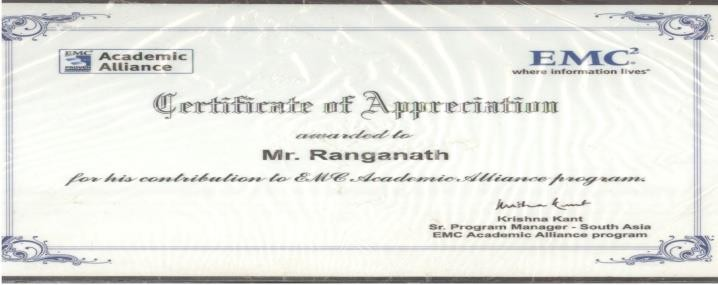 EMC Academic
PROVEN Alliance
EMC²
where information lives®
Certificate of Appreciation
awarded to
Mr. Ranganath
for his contribution to EMC Academic Alliance program.
Krishna Kant
Krishna Kant
Sr. Program Manager - South Asia
EMC Academic Alliance program